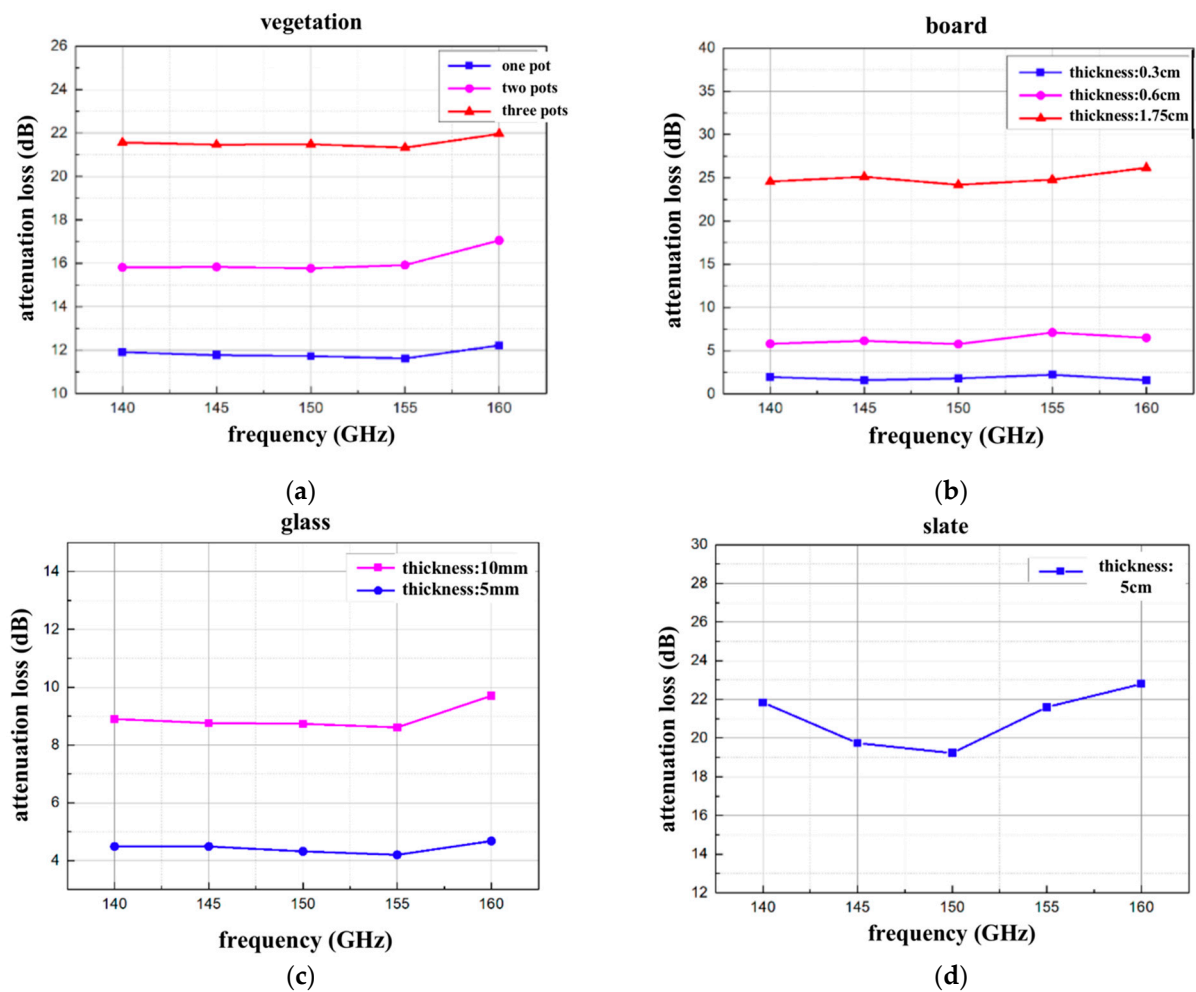 vegetation
26
24
22
20
18
16
14
12
10
attenuation loss (dB)
one pot
two pots
three pots
140 145 150 155 160
frequency (GHz)
(a)
board
40
35
30
25
20
15
10
5
0
attenuation loss (dB)
thickness:0.3cm
thickness:0.6cm
thickness:1.75cm
140 145 150 155 160
frequency (GHz)
(b)
glass
14
12
10
8
6
4
attenuation loss (dB)
thickness:10mm
thickness:5mm
140 145 150 155 160
frequency (GHz)
(c)
slate
30
28
26
24
22
20
18
16
14
12
attenuation loss (dB)
thickness:
5cm
140 145 150 155 160
frequency (GHz)
(d)